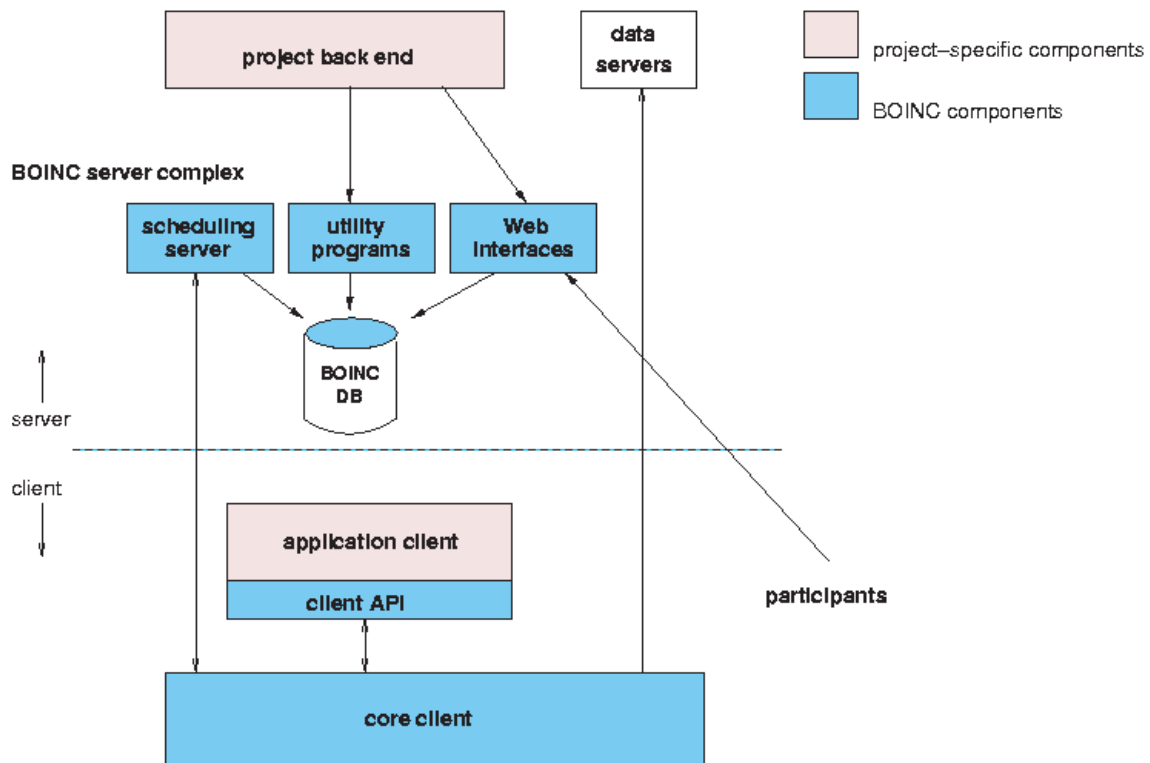 project back end
data
servers
project–specific components
BOINC components
BOINC server complex
scheduling
server
utility
programs
Web
interfaces
BOINC
DB
server
client
application client
client API
participants
core client